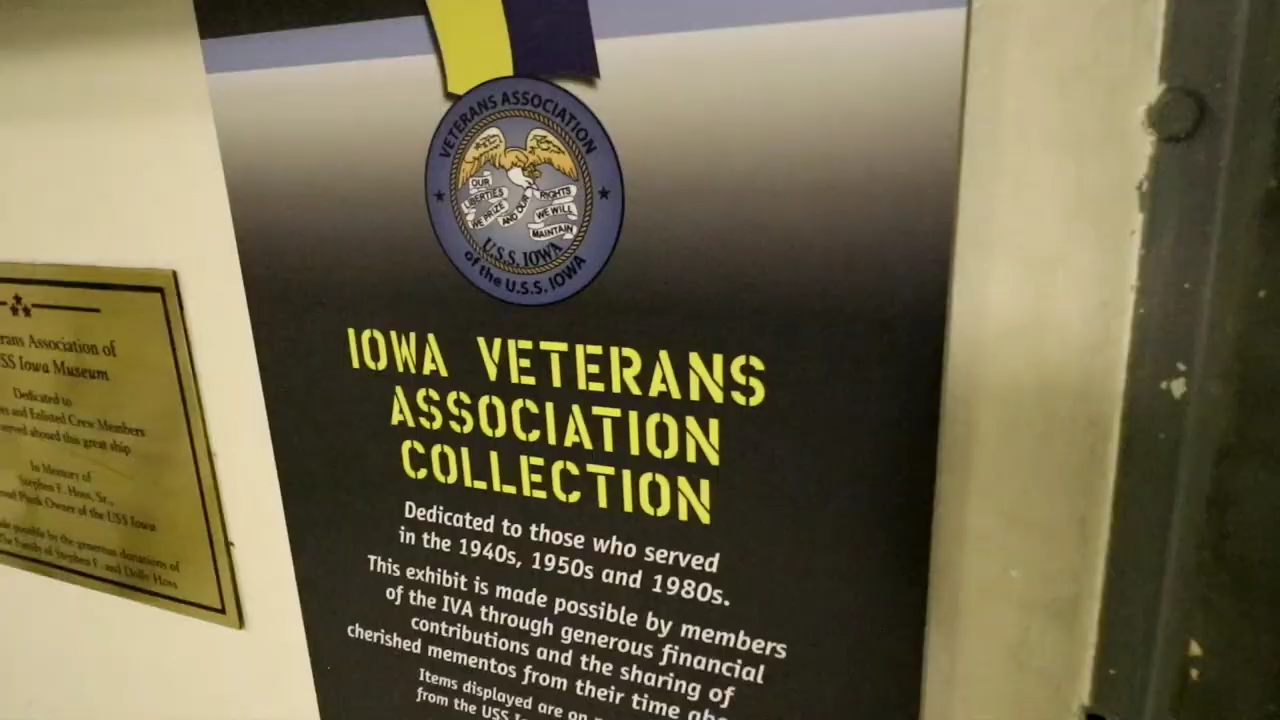 VETERANS ASSOCIATION
OUR
LIBERTIES
WE PRIZE
AND OUR
RIGHTS
WE WILL
MAINTAIN
U.S.S. IOWA
of the U.S.S. IOWA
IOWA VETERANS
ASSOCIATION
COLLECTION
Dedicated to those who served
in the 1940s, 1950s and 1980s.
This exhibit is made possible by members
of the IVA through generous financial
contributions and the sharing of
cherished mementos from their time
Items displayed are on
from the USS
Association of
Iowa Museum
Dedicated to
and Enlisted Crew Members
served aboard this great ship
In Memory of
Stephen F. Hoss, Sr.,
Plank Owner of the USS Iowa
possible by the generous donations of
The Family of Stephen F. and Dolly Hoss